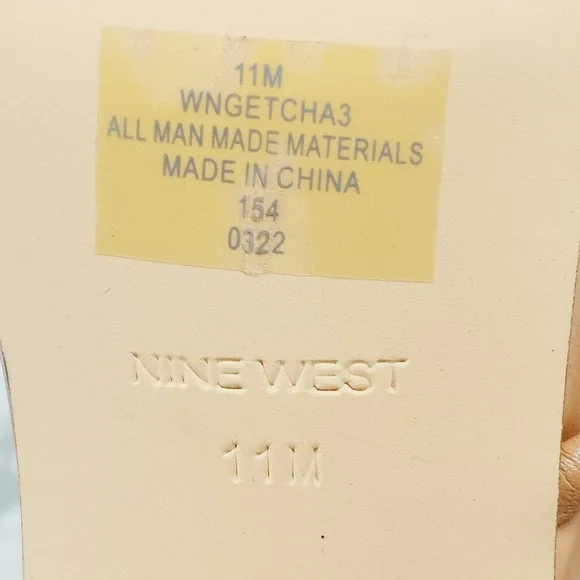 11M
WNGETCHA3
ALL MAN MADE MATERIALS
MADE IN CHINA
154
0322
NINE WEST
11M